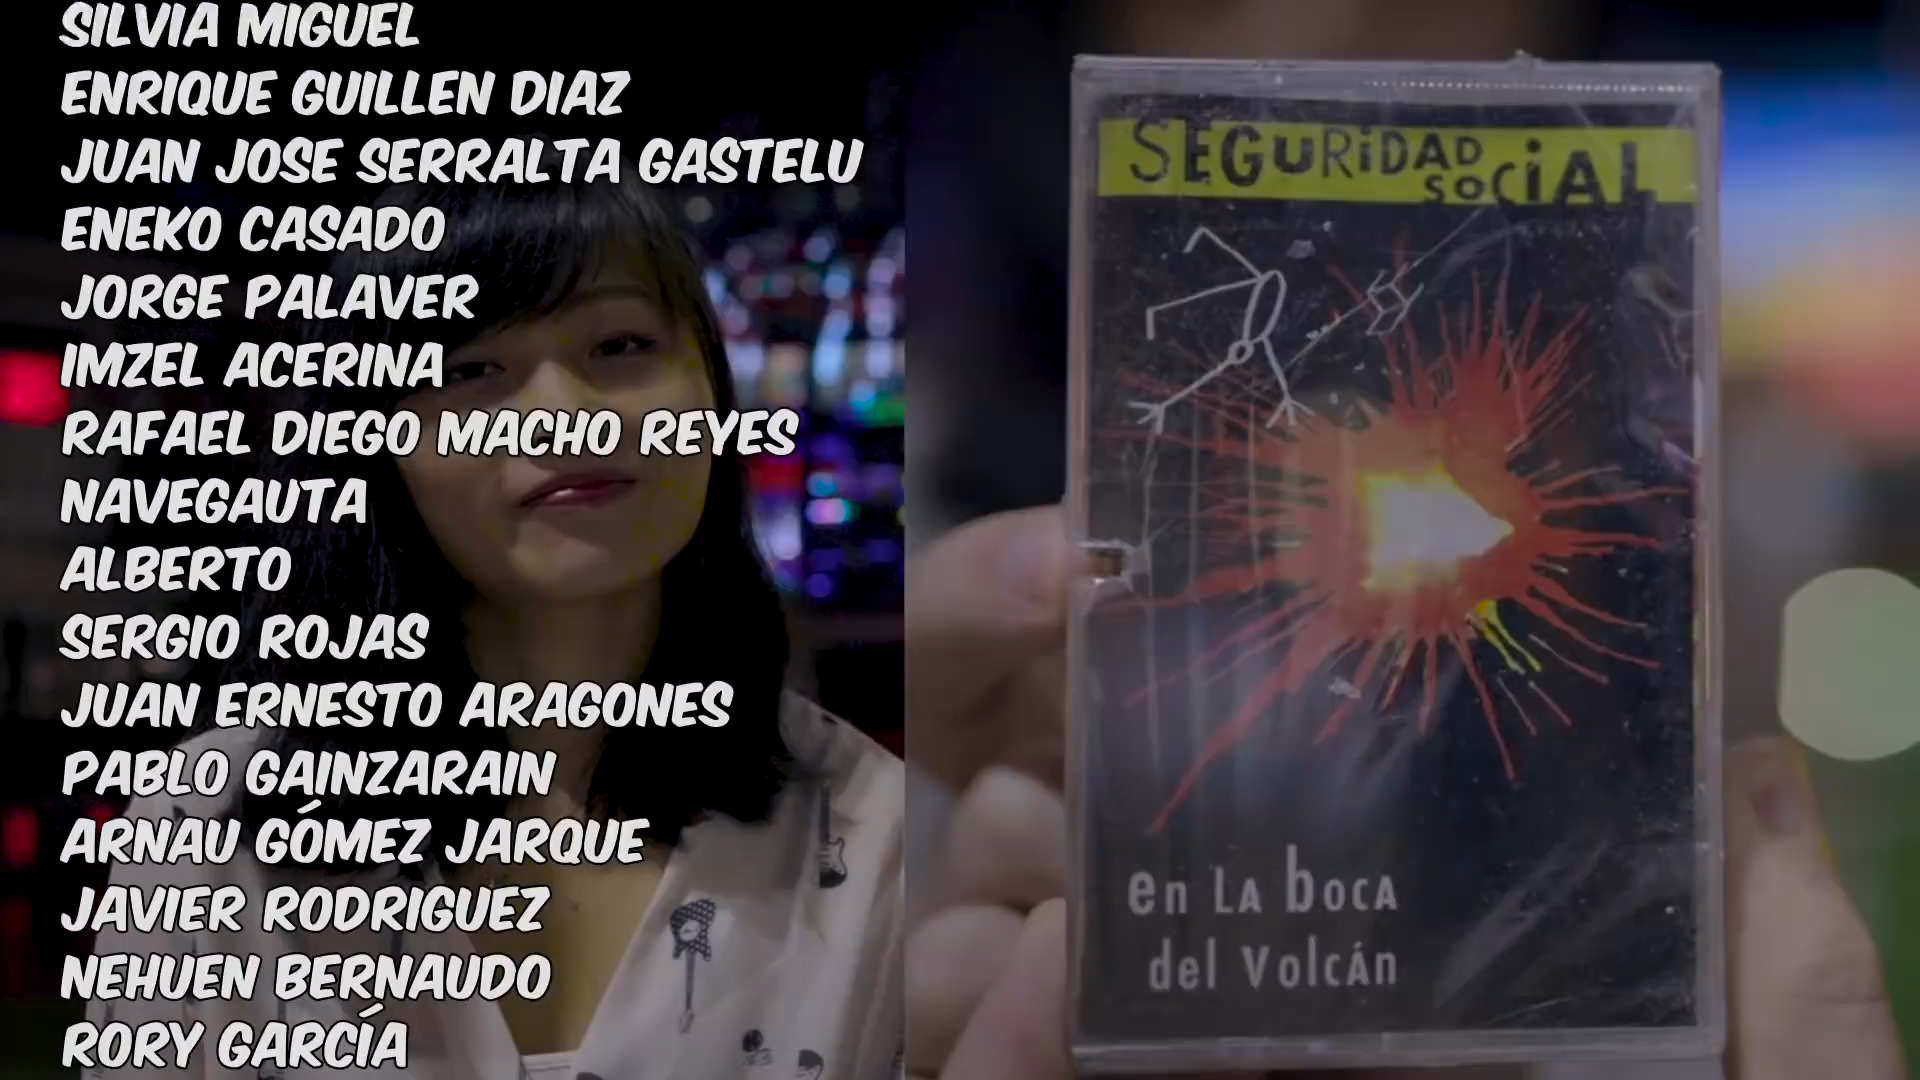 SILVIA MIGUEL
ENRIQUE GUILLEN DIAZ
JUAN JOSE SERRALTA GASTELU
ENEKO CASADO
JORGE PALAVER
IMZEL ACERINA
RAFAEL DIEGO MACHO REYES
NAVEGAUTA
ALBERTO
SERGIO ROJAS
JUAN ERNESTO ARAGONES
PABLO GAINZARAIN
ARNAU GÓMEZ JARQUE
JAVIER RODRIGUEZ
NEHUEN BERNAUDO
RORY GARCÍA
SEGURiDAD
SOCiAL
en LA bocA
del volcÁn